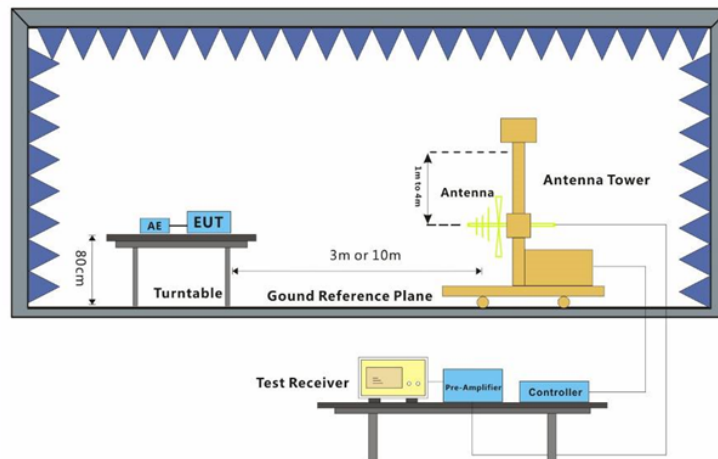 1m to 4m
Antenna
Antenna Tower
AE
EUT
80cm
3m or 10m
Turntable
Gound Reference Plane
Test Receiver
Pre-Amplifier
Controller